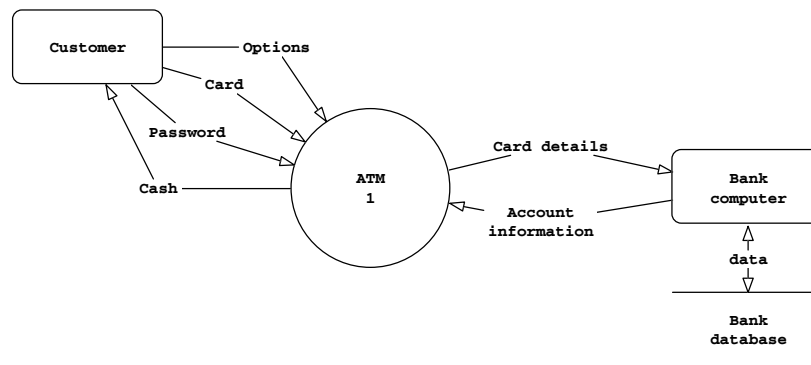 Customer
Options
Card
Password
Cash
ATM
1
Card details
Account
information
Bank
computer
data
Bank
database